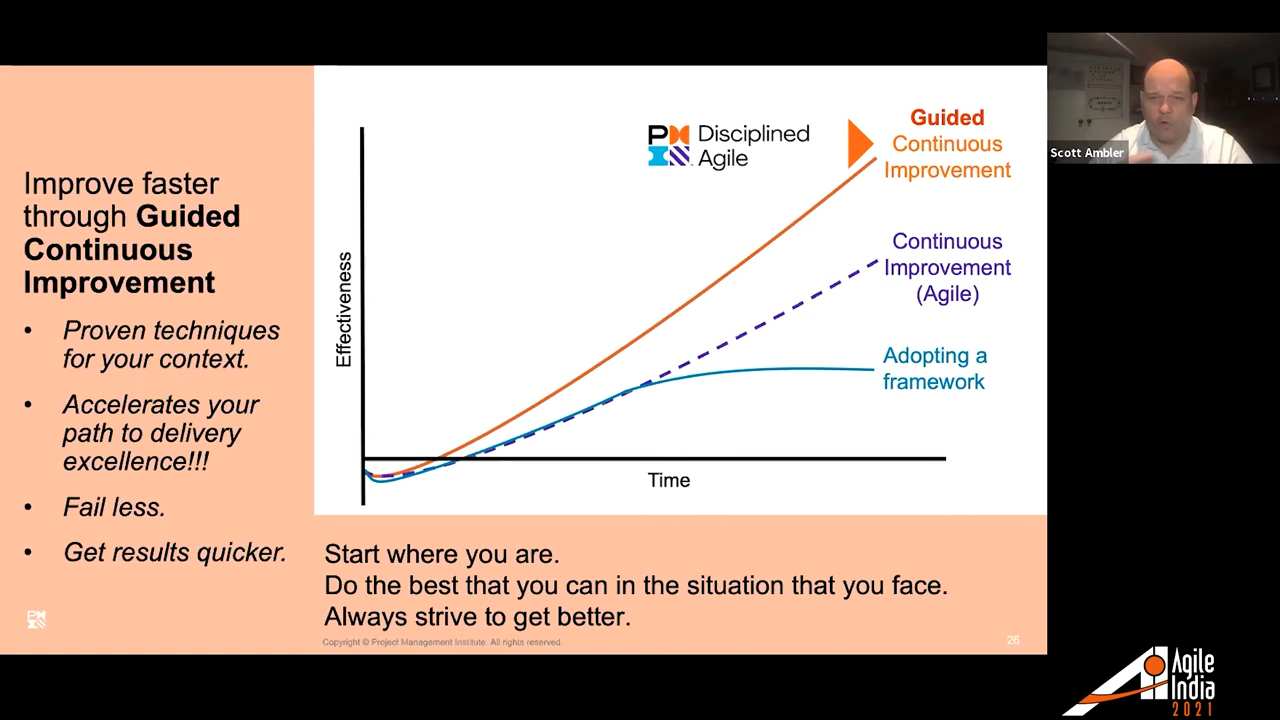 Improve faster
through Guided
Continuous
Improvement
• Proven techniques
for your context.
• Accelerates your
path to delivery
excellence!!!
• Fail less.
• Get results quicker.
PM
Disciplined
Agile
Guided
Continuous
Improvement
Continuous
Improvement
(Agile)
Adopting a
framework
Effectiveness
Time
Start where you are.
Do the best that you can in the situation that you face.
Always strive to get better.
Copyright © Project Management Institute. All rights reserved.
26
Scott Ambler
Agile
India
2021